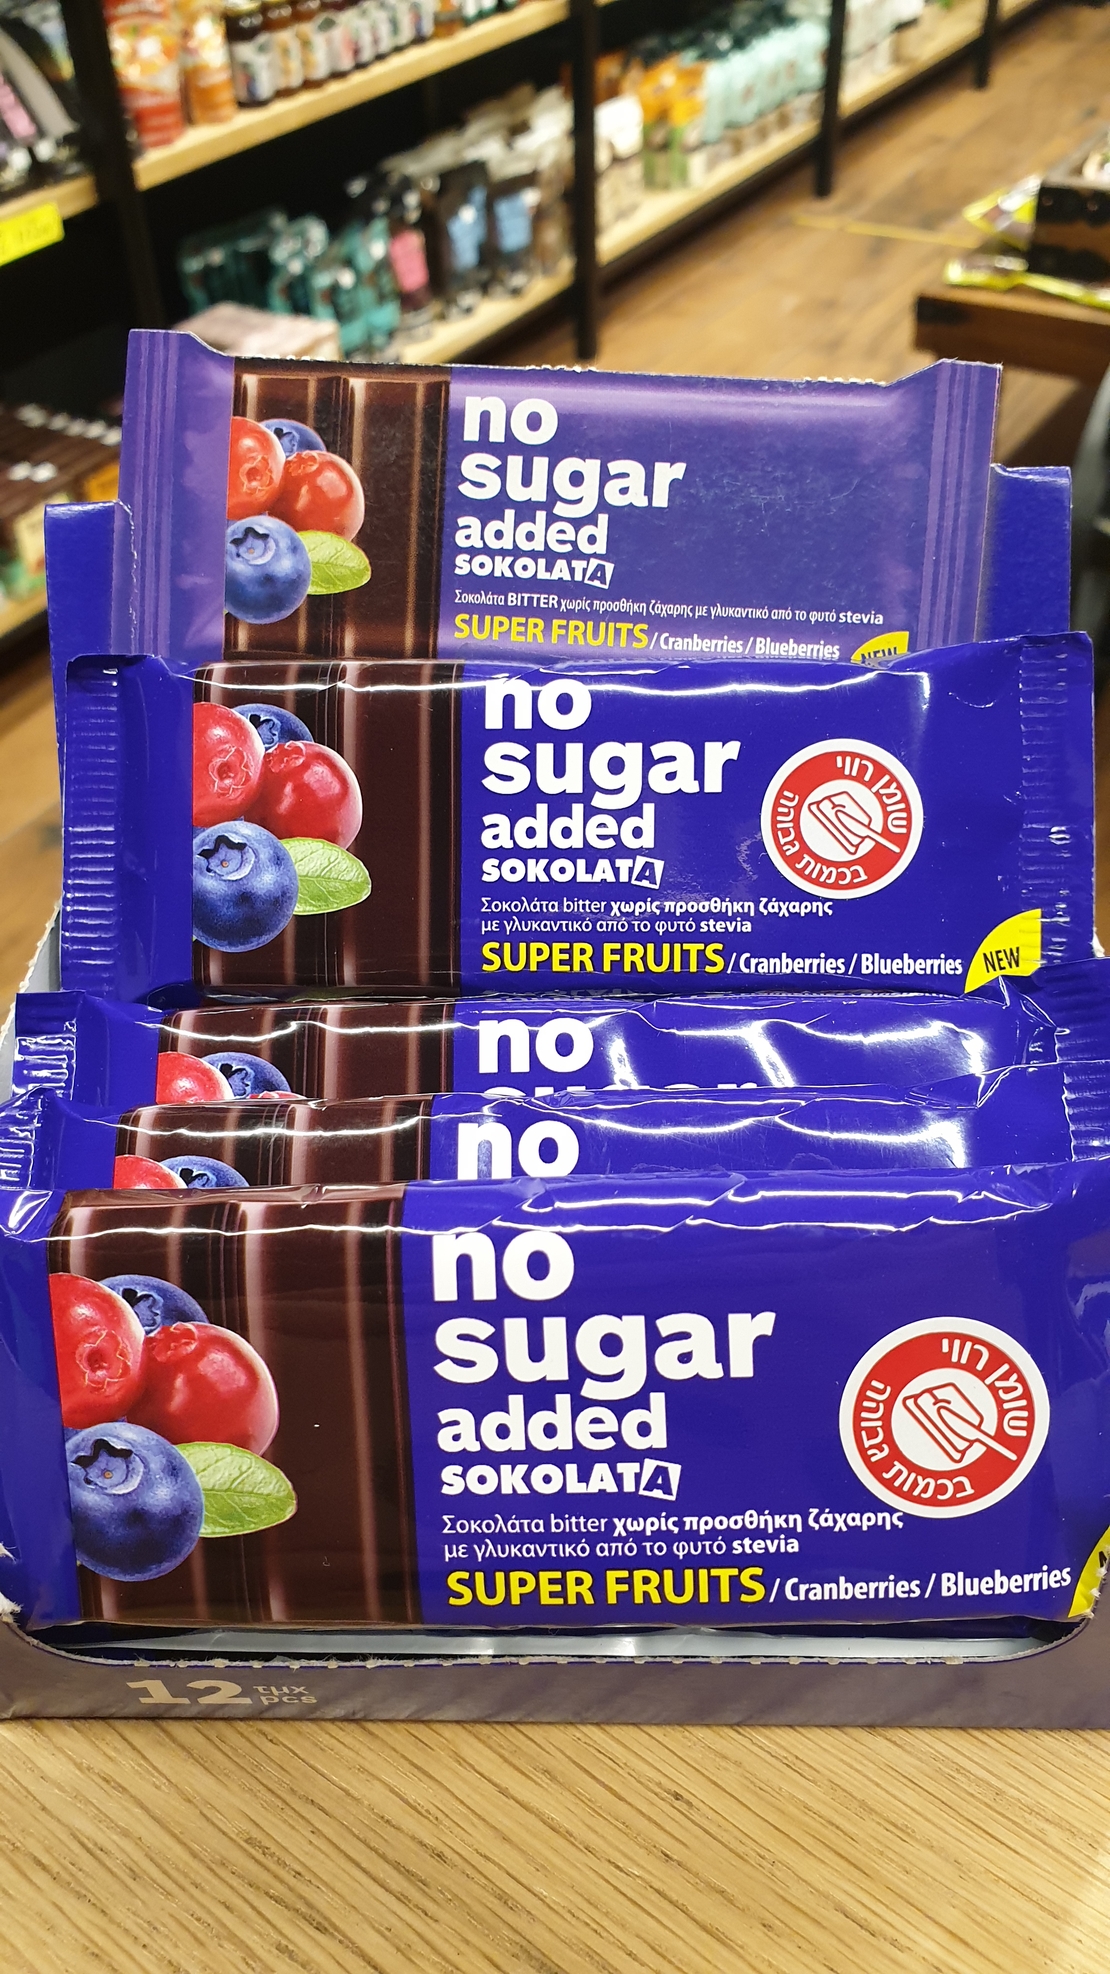 no
sugar
added
SOKOLATA
Σοκολάτα BITTER χωρίς προσθήκη ζάχαρης με γλυκαντικό από το φυτό stevia
SUPER FRUITS / Cranberries / Blueberries
NEW
no
sugar
added
SOKOLATA
שומן רווי
בכמות גבוהה
Σοκολάτα bitter χωρίς προσθήκη ζάχαρης
με γλυκαντικό από το φυτό stevia
SUPER FRUITS / Cranberries / Blueberries
NEW
no
sugar
no
no
sugar
added
SOKOLATA
שומן רווי
בכמות גבוהה
Σοκολάτα bitter χωρίς προσθήκη ζάχαρης
με γλυκαντικό από το φυτό stevia
SUPER FRUITS / Cranberries / Blueberries
12 τμχ
pcs